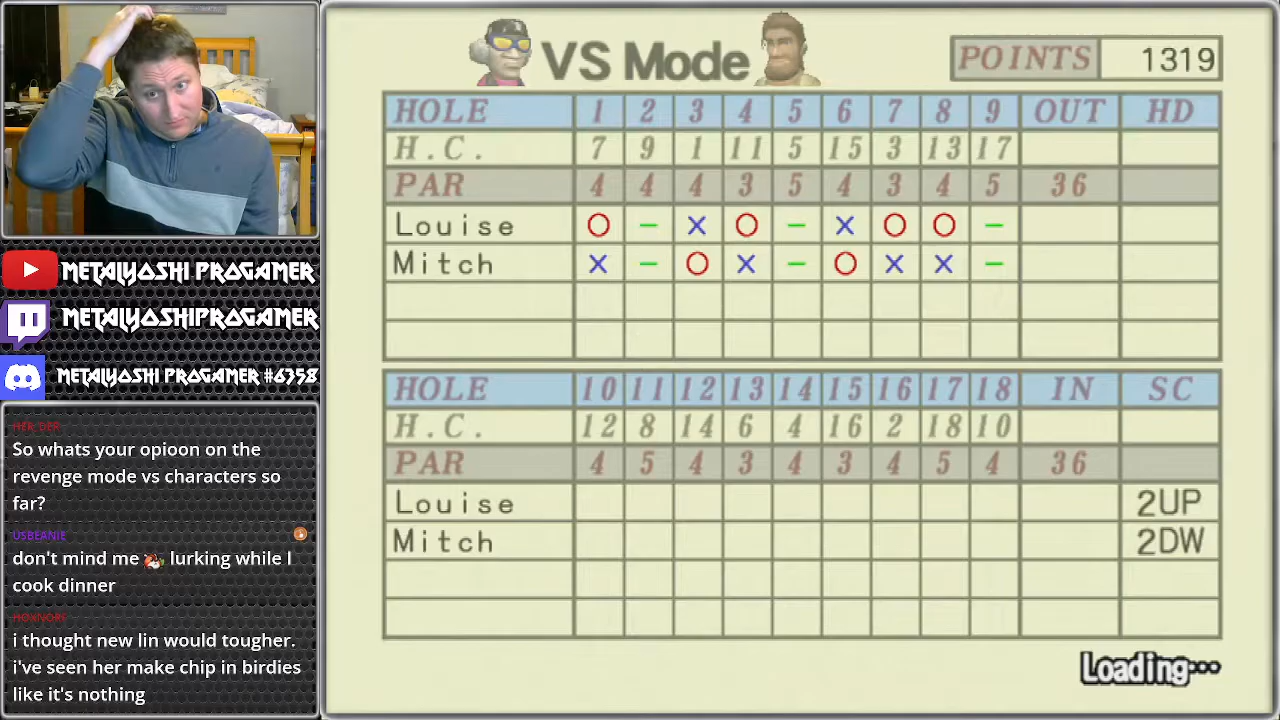 VS Mode
POINTS 1319
HOLE 1 2 3 4 5 6 7 8 9 OUT HD
H.C. 7 9 1 11 5 15 3 13 17
PAR 4 4 4 3 5 4 3 4 5 36
Louise O - X O - X O O -
Mitch X - O X - O X X -
HOLE 10 11 12 13 14 15 16 17 18 IN SC
H.C. 12 8 14 6 4 16 2 18 10
PAR 4 5 4 3 4 3 4 5 4 36
Louise 2UP
Mitch 2DW
Loading...
METALYOSHI PROGAMER
METALYOSHIPROGAMER
METALYOSHI PROGAMER #6358
HER DER
So whats your opioon on the
revenge mode vs characters so
far?
USBEANIE
don't mind me lurking while I
cook dinner
HOXNORF
i thought new lin would tougher.
i've seen her make chip in birdies
like it's nothing